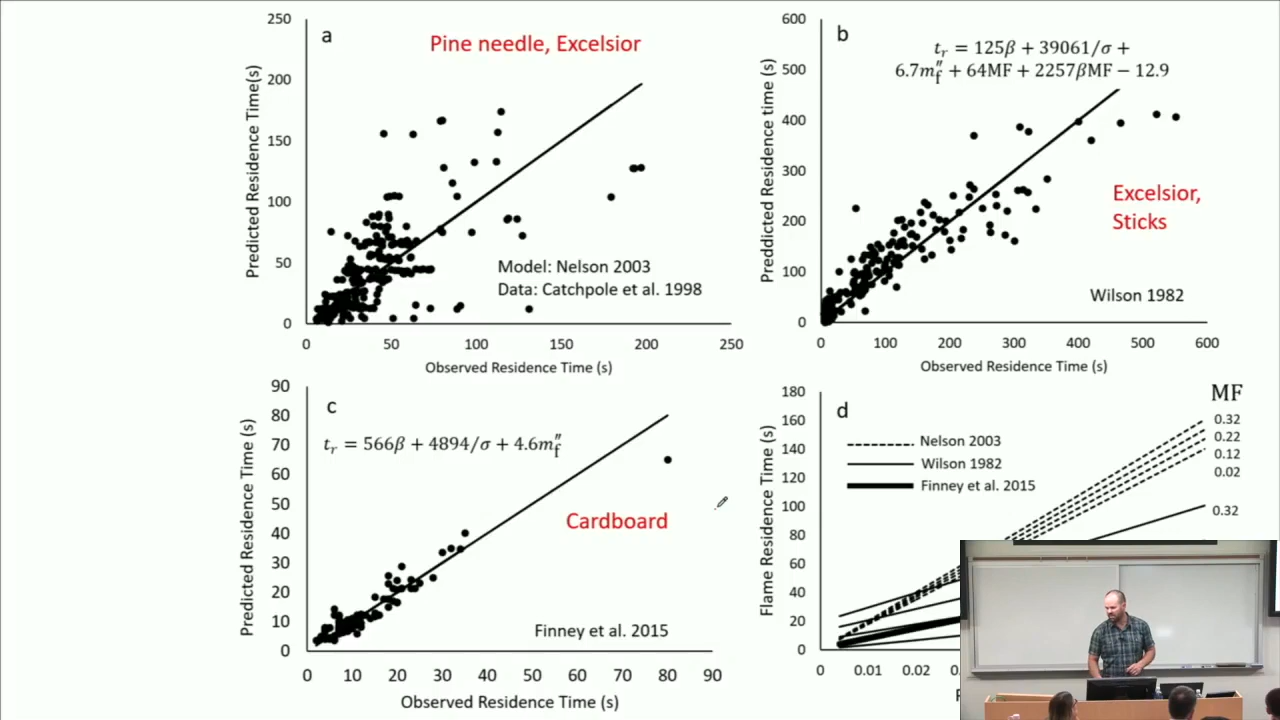 a
Pine needle, Excelsior
Predicted Residence Time(s)
250
200
150
100
50
0
Model: Nelson 2003
Data: Catchpole et al. 1998
0 50 100 150 200 250
Observed Residence Time (s)
b
t_r = 125β + 39061/σ +
6.7m″_f + 64MF + 2257βMF − 12.9
Preddicted Residence time (s)
600
500
400
300
200
100
0
Excelsior,
Sticks
Wilson 1982
0 100 200 300 400 500 600
Observed Residence Time (s)
c
t_r = 566β + 4894/σ + 4.6m″_f
Predicted Residence Time (s)
90
80
70
60
50
40
30
20
10
0
Cardboard
Finney et al. 2015
0 10 20 30 40 50 60 70 80 90
Observed Residence Time (s)
d
MF
Flame Residence Time (s)
180
160
140
120
100
80
60
40
20
0
Nelson 2003
Wilson 1982
Finney et al. 2015
0.32
0.22
0.12
0.02
0.32
0 0.01 0.02